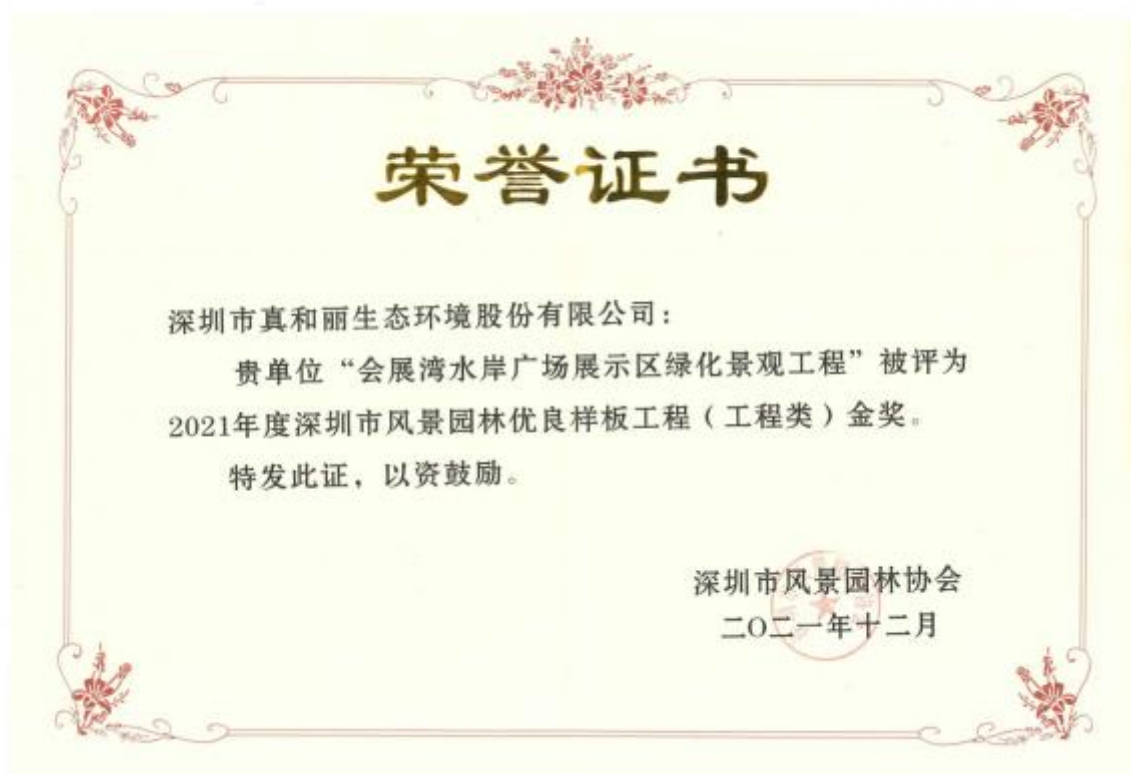 荣誉证书
深圳市真和丽生态环境股份有限公司：
贵单位“会展湾水岸广场展示区绿化景观工程”被评为
2021年度深圳市风景园林优良样板工程（工程类）金奖。
特发此证，以资鼓励。
深圳市风景园林协会
二〇二一年十二月